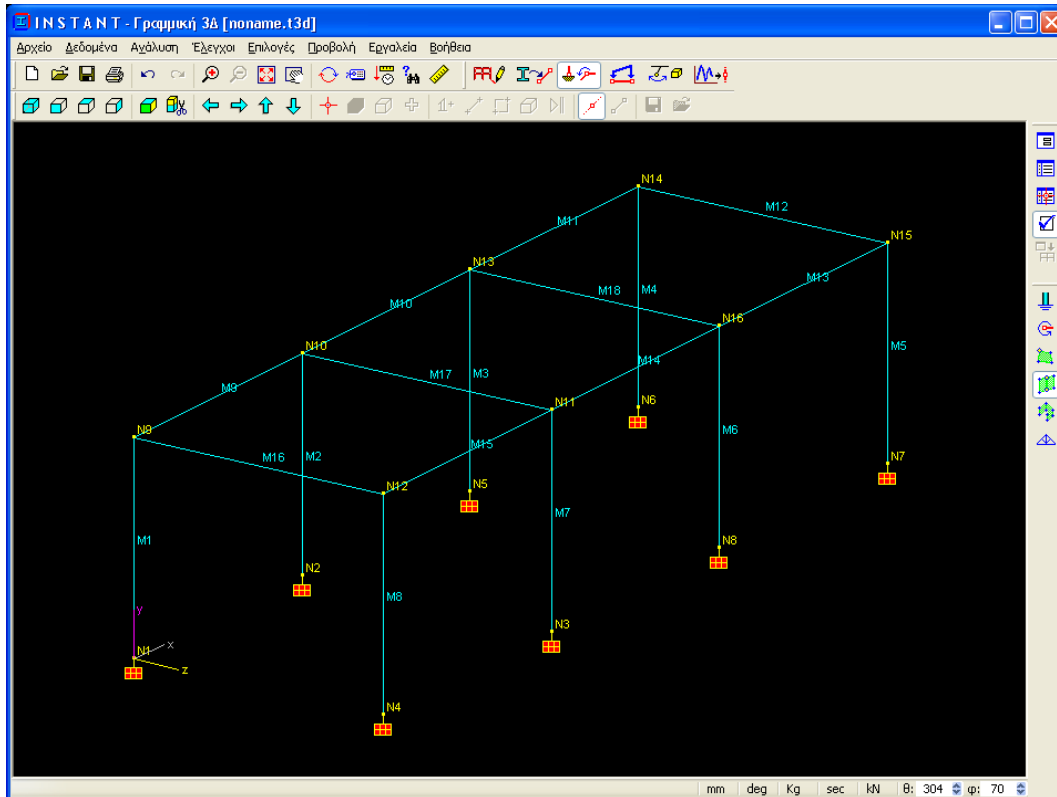 I N S T A N T - Γραμμική 3Δ [noname.t3d]
Αρχείο Δεδομένα Ανάλυση Έλεγχοι Επιλογές Προβολή Εργαλεία Βοήθεια
N14
M12
M11
N15
N13
M13
M18
M4
M10
N16
N10
M5
M14
M17
M3
M9
N11
N6
N9
M6
M15
M16
M2
N7
N12
N5
M7
M1
N8
N2
M8
y
N3
x
N1
z
N4
mm deg Kg sec kN θ: 304 φ: 70